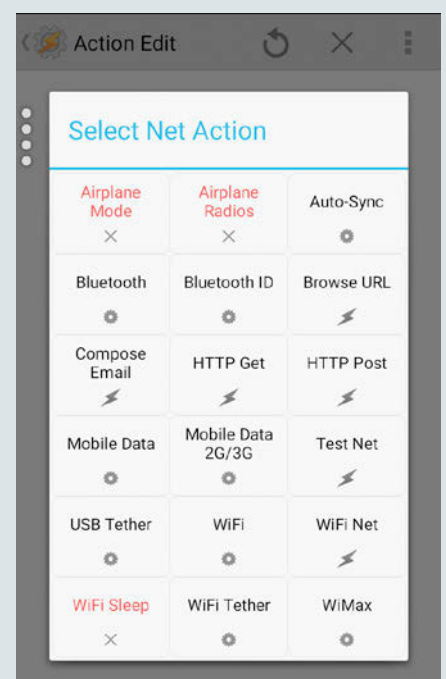 Action Edit
Select Net Action
Airplane
Mode
Airplane
Radios
Auto-Sync
Bluetooth
Bluetooth ID
Browse URL
Compose
Email
HTTP Get
HTTP Post
Mobile Data
Mobile Data
2G/3G
Test Net
USB Tether
WiFi
WiFi Net
WiFi Sleep
WiFi Tether
WiMax